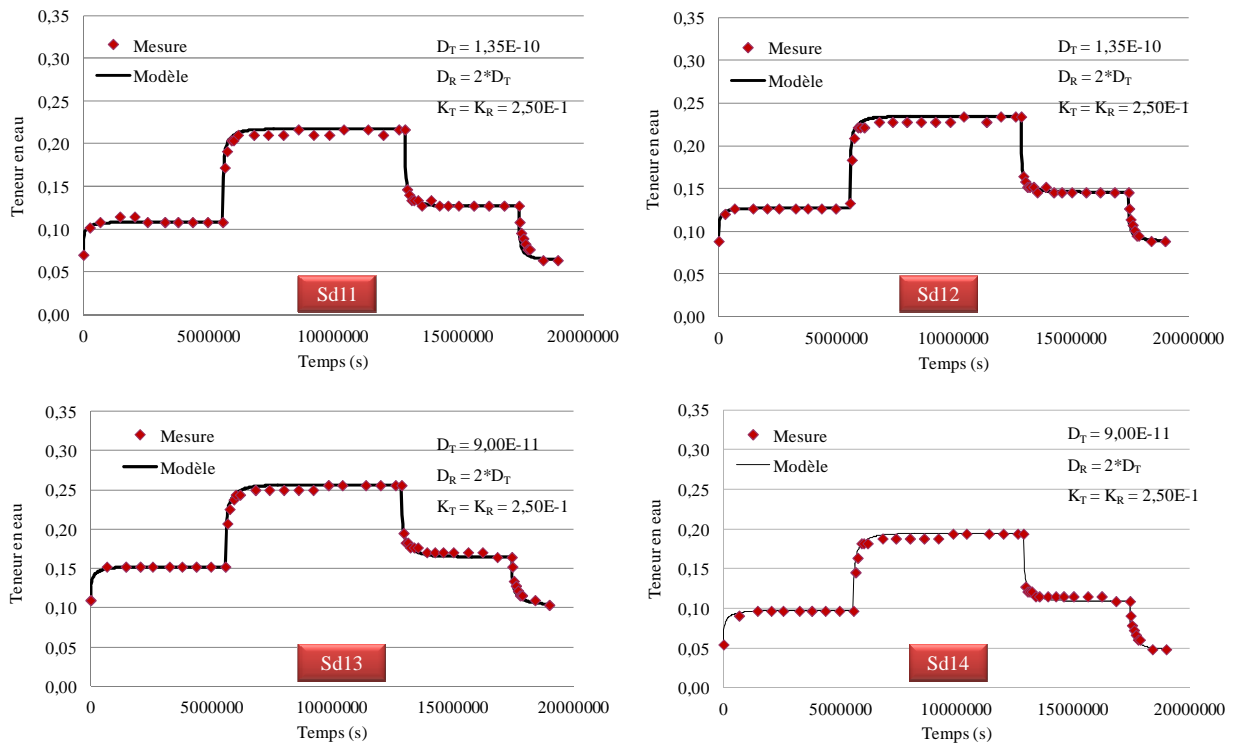 0,35
0,30
0,25
0,20
0,15
0,10
0,05
0,00
Teneur en eau
Mesure
Modèle
D_T = 1,35E-10
D_R = 2*D_T
K_T = K_R = 2,50E-1
Sd11
0 5000000 10000000 15000000 20000000
Temps (s)
0,35
0,30
0,25
0,20
0,15
0,10
0,05
0,00
Teneur en eau
Mesure
Modèle
D_T = 1,35E-10
D_R = 2*D_T
K_T = K_R = 2,50E-1
Sd12
0 5000000 10000000 15000000 20000000
Temps (s)
0,35
0,30
0,25
0,20
0,15
0,10
0,05
0,00
Teneur en eau
Mesure
Modèle
D_T = 9,00E-11
D_R = 2*D_T
K_T = K_R = 2,50E-1
Sd13
0 5000000 10000000 15000000 20000000
Temps (s)
0,35
0,30
0,25
0,20
0,15
0,10
0,05
0,00
Teneur en eau
Mesure
Modèle
D_T = 9,00E-11
D_R = 2*D_T
K_T = K_R = 2,50E-1
Sd14
0 5000000 10000000 15000000 20000000
Temps (s)